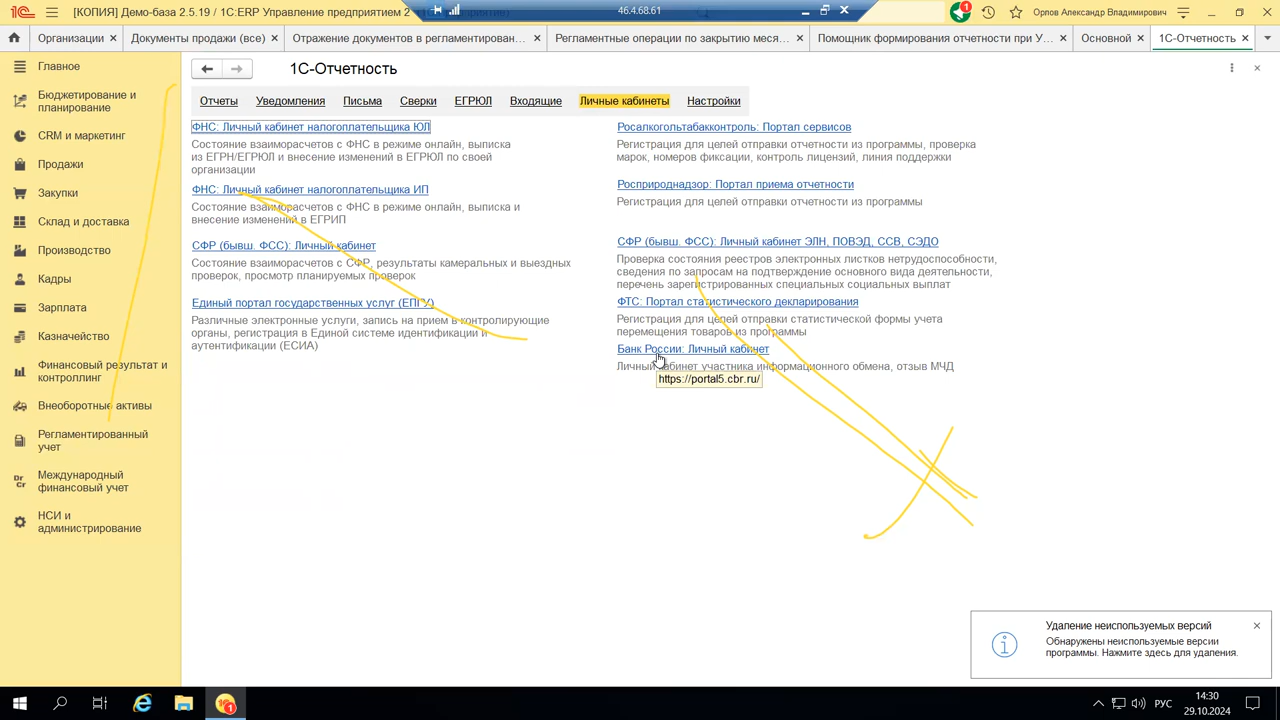 [КОПИЯ] Демо-база 2.5.19 / 1С:ERP Управление предприятием 2
46.4.68.61
Орлов Александр Владимирович
Организации
Документы продажи (все)
Отражение документов в регламентирован...
Регламентные операции по закрытию меся...
Помощник формирования отчетности при У...
Основной
1С-Отчетность
Главное
Бюджетирование и
планирование
CRM и маркетинг
Продажи
Закупки
Склад и доставка
Производство
Кадры
Зарплата
Казначейство
Финансовый результат и
контроллинг
Внеоборотные активы
Регламентированный
учет
Международный
финансовый учет
НСИ и
администрирование
1С-Отчетность
Отчеты
Уведомления
Письма
Сверки
ЕГРЮЛ
Входящие
Личные кабинеты
Настройки
ФНС: Личный кабинет налогоплательщика ЮЛ
Состояние взаиморасчетов с ФНС в режиме онлайн, выписка
из ЕГРН/ЕГРЮЛ и внесение изменений в ЕГРЮЛ по своей
организации
ФНС: Личный кабинет налогоплательщика ИП
Состояние взаиморасчетов с ФНС в режиме онлайн, выписка и
внесение изменений в ЕГРИП
СФР (бывш. ФСС): Личный кабинет
Состояние взаиморасчетов с СФР, результаты камеральных и выездных
проверок, просмотр планируемых проверок
Единый портал государственных услуг (ЕПГУ)
Различные электронные услуги, запись на прием в контролирующие
органы, регистрация в Единой системе идентификации и
аутентификации (ЕСИА)
Росалкогольтабакконтроль: Портал сервисов
Регистрация для целей отправки отчетности из программы, проверка
марок, номеров фиксации, контроль лицензий, линия поддержки
Росприроднадзор: Портал приема отчетности
Регистрация для целей отправки отчетности из программы
СФР (бывш. ФСС): Личный кабинет ЭЛН, ПОВЭД, ССВ, СЭДО
Проверка состояния реестров электронных листков нетрудоспособности,
сведения по запросам на подтверждение основного вида деятельности,
перечень зарегистрированных специальных социальных выплат
ФТС: Портал статистического декларирования
Регистрация для целей отправки статистической формы учета
перемещения товаров из программы
Банк России: Личный кабинет
Личный кабинет участника информационного обмена, отзыв МЧД
https://portal5.cbr.ru/
Удаление неиспользуемых версий
Обнаружены неиспользуемые версии
программы. Нажмите здесь для удаления.
РУС
14:30
29.10.2024